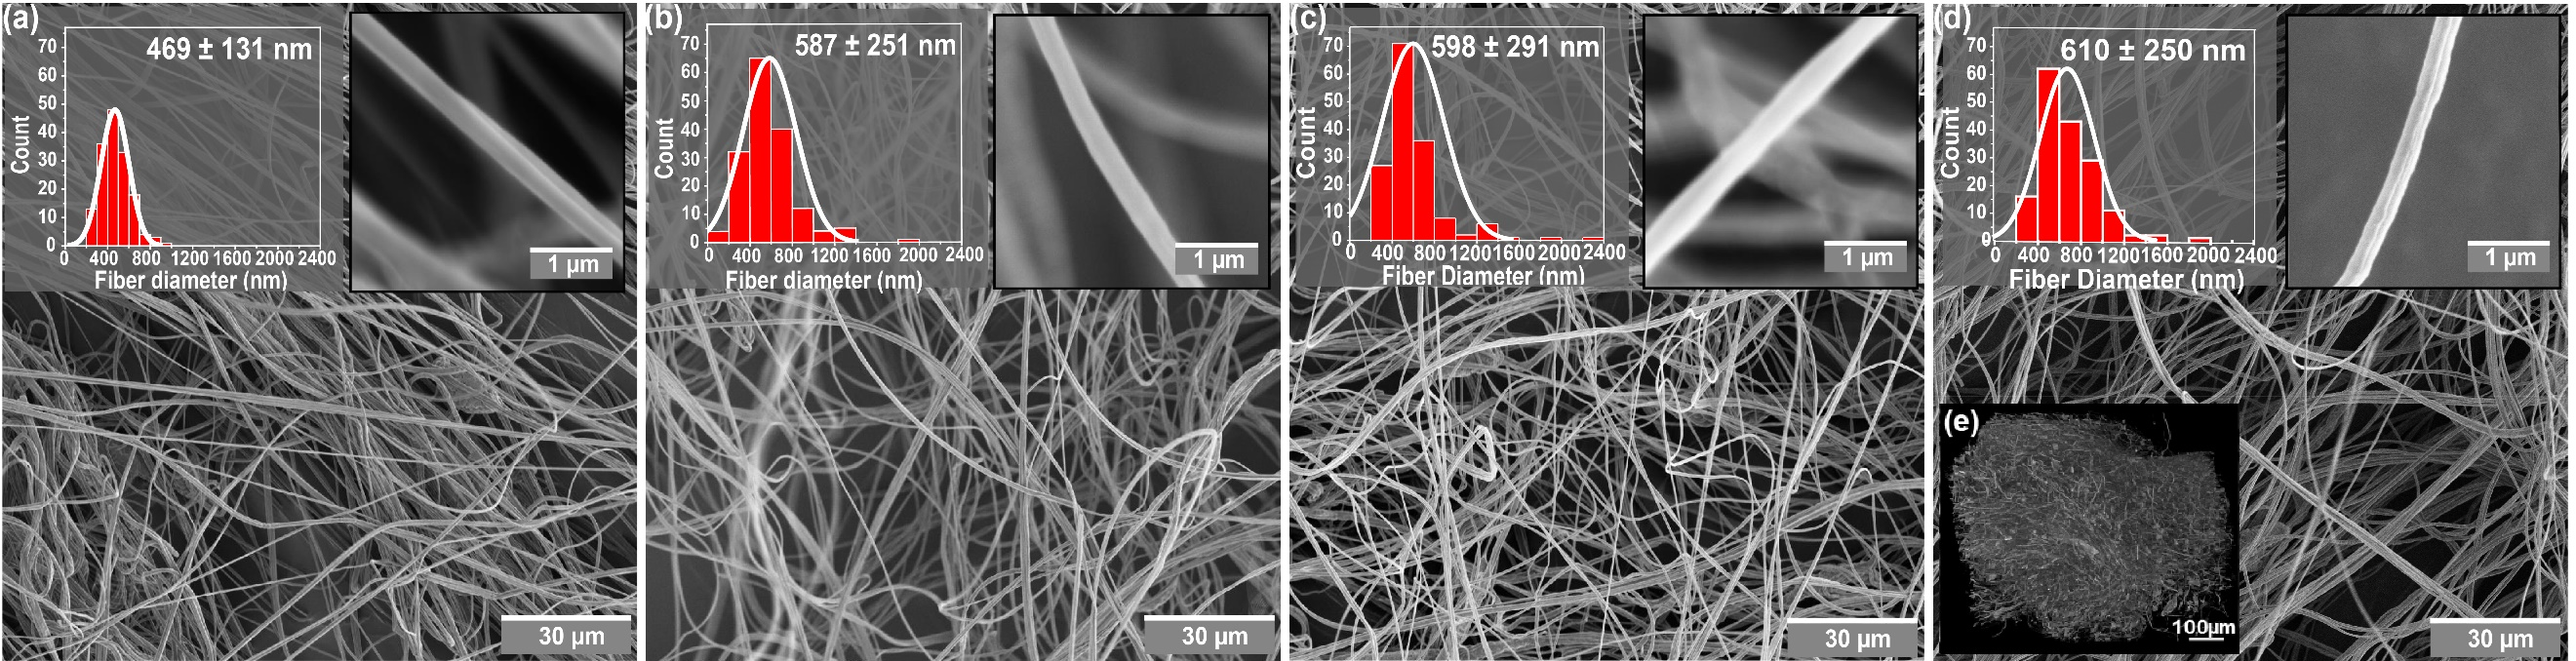 (a)
469 ± 131 nm
Count
70
60
50
40
30
20
10
0
0 400 800 1200 1600 2000 2400
Fiber diameter (nm)
1 µm
30 µm
(b)
587 ± 251 nm
Count
70
60
50
40
30
20
10
0
0 400 800 1200 1600 2000 2400
Fiber diameter (nm)
1 µm
30 µm
(c)
598 ± 291 nm
Count
70
60
50
40
30
20
10
0
0 400 800 1200 1600 2000 2400
Fiber Diameter (nm)
1 µm
30 µm
(d)
610 ± 250 nm
Count
70
60
50
40
30
20
10
0
0 400 800 1200 1600 2000 2400
Fiber Diameter (nm)
1 µm
(e)
100µm
30 µm